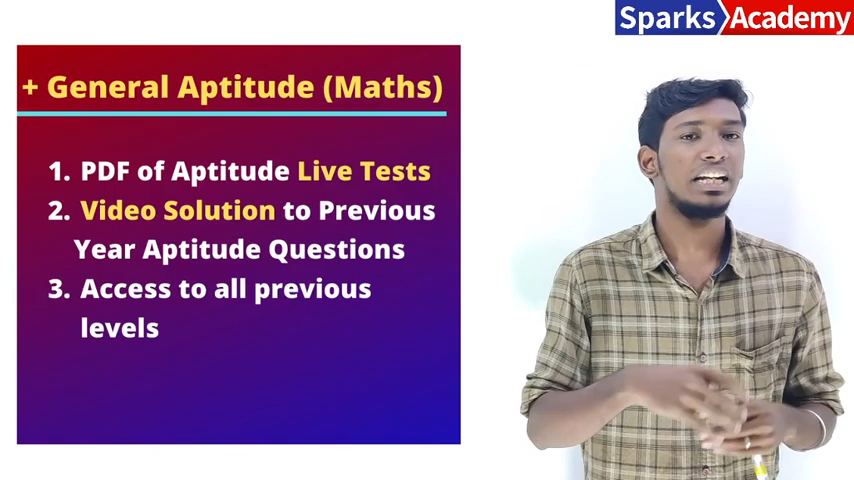 Sparks Academy
+ General Aptitude (Maths)
1. PDF of Aptitude Live Tests
2. Video Solution to Previous
Year Aptitude Questions
3. Access to all previous
levels